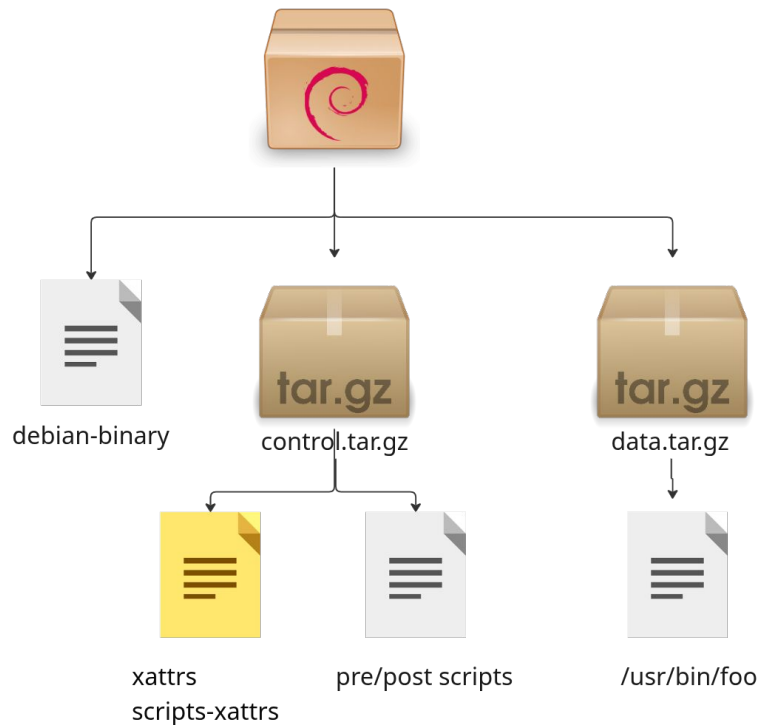 tar.gz
tar.gz
debian-binary
control.tar.gz
data.tar.gz
xattrs
scripts-xattrs
pre/post scripts
/usr/bin/foo